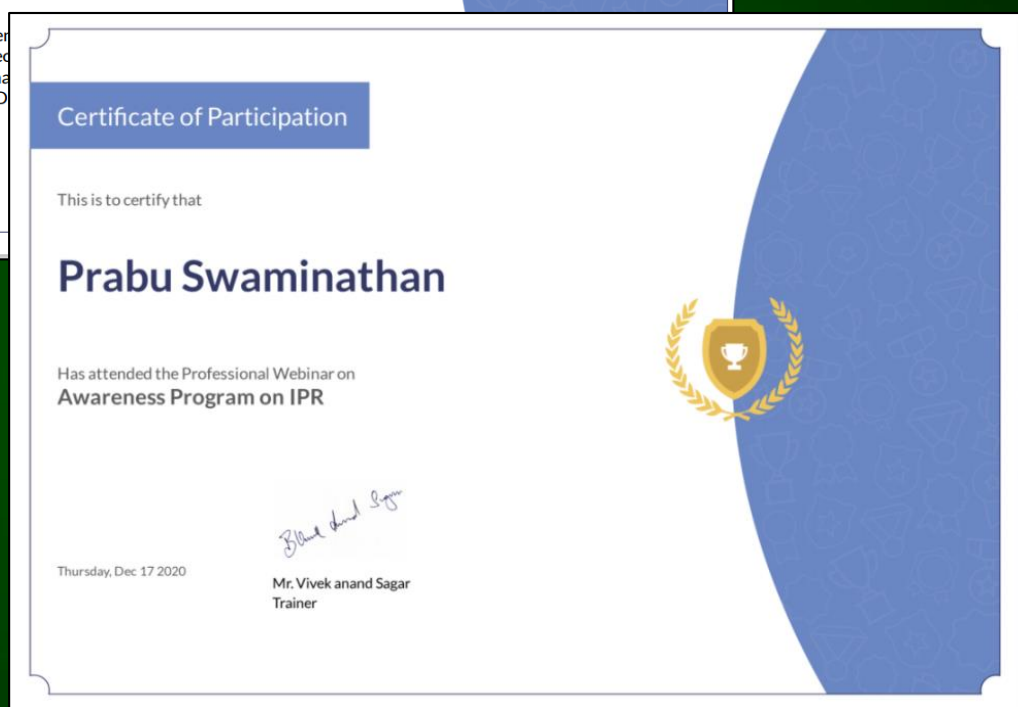 Certificate of Participation
This is to certify that
Prabu Swaminathan
Has attended the Professional Webinar on
Awareness Program on IPR
Thursday, Dec 17 2020
Mr. Vivek anand Sagar
Trainer